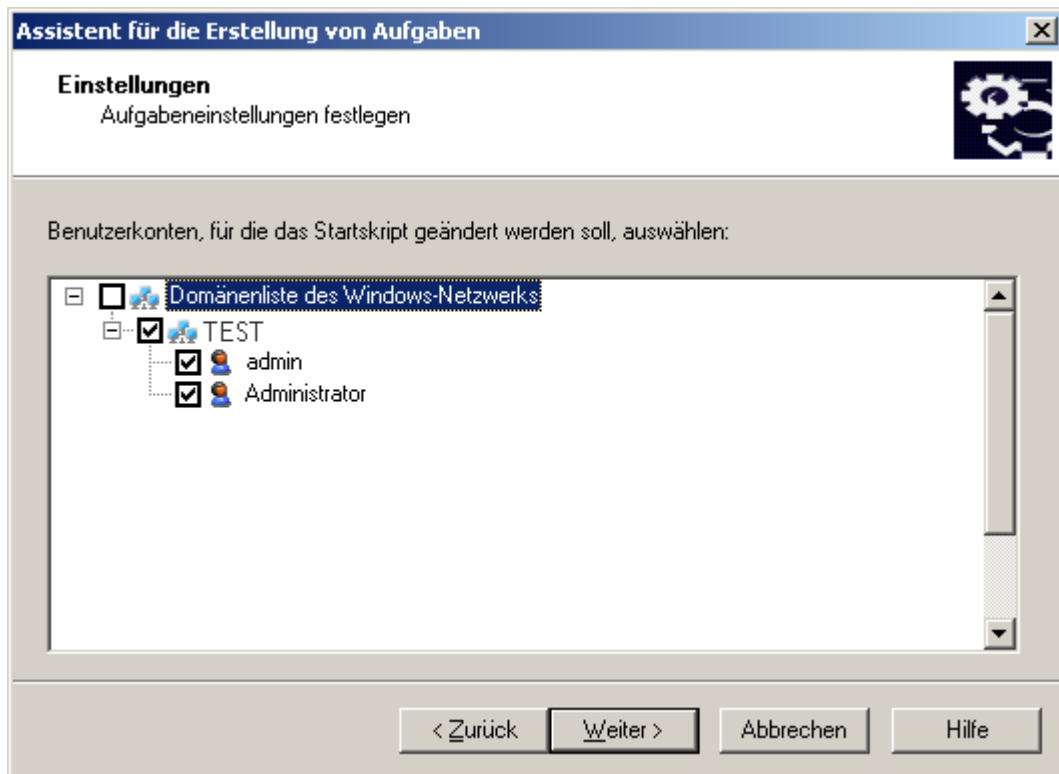 Assistent für die Erstellung von Aufgaben
Einstellungen
Aufgabeneinstellungen festlegen
Benutzerkonten, für die das Startskript geändert werden soll, auswählen:
Domänenliste des Windows-Netzwerks
TEST
admin
Administrator
< Zurück Weiter > Abbrechen Hilfe